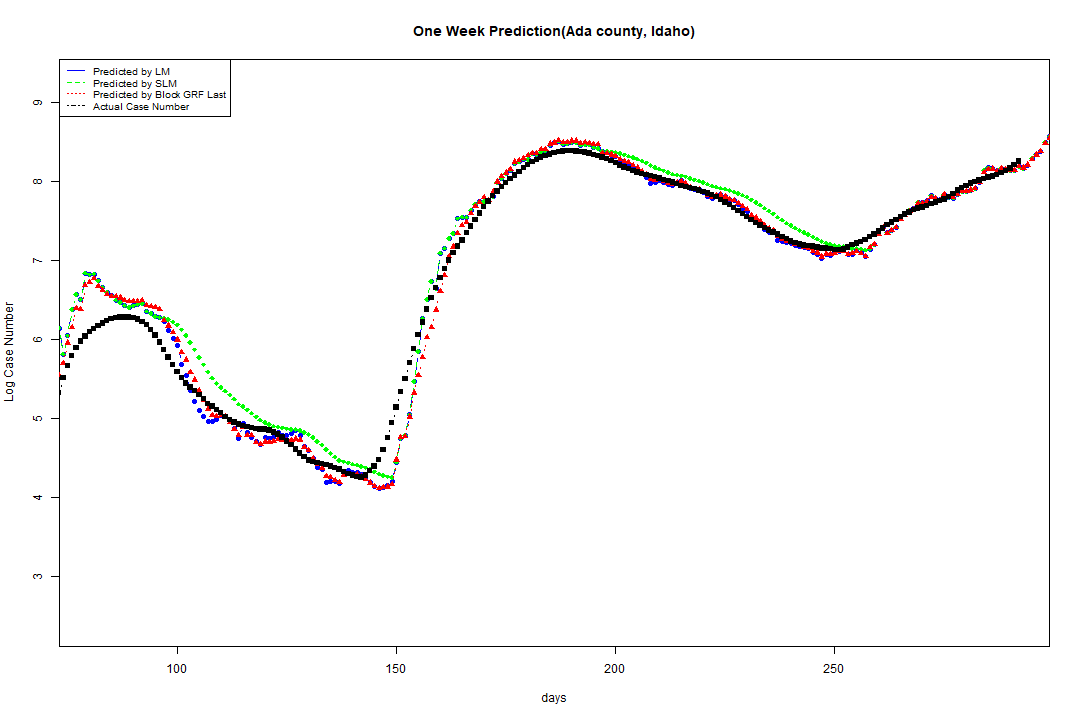 One Week Prediction(Ada county, Idaho)
Predicted by LM
Predicted by SLM
Predicted by Block GRF Last
Actual Case Number
9
8
7
6
5
4
3
Log Case Number
100 150 200 250
days